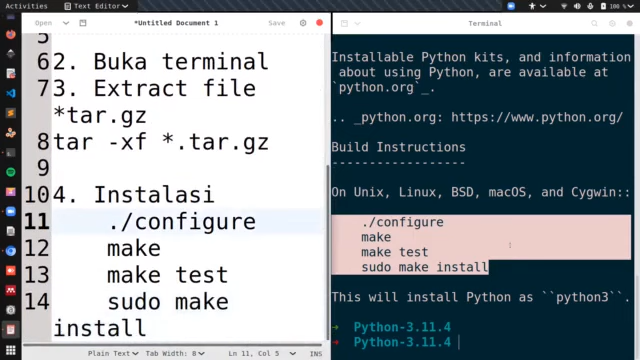 Activities
Text Editor
100 %
Open
*Untitled Document 1
Save
Terminal
5
6 2. Buka terminal
7 3. Extract file
*tar.gz
8 tar -xf *.tar.gz
9
10 4. Instalasi
11 ./configure
12 make
13 make test
14 sudo make
install
Plain Text
Tab Width: 8
Ln 11, Col 5
INS
Installable Python kits, and information
about using Python, are available at
`python.org`_.
.. _python.org: https://www.python.org/
Build Instructions
------------------
On Unix, Linux, BSD, macOS, and Cygwin::
./configure
make
make test
sudo make install
This will install Python as ``python3``.
→ Python-3.11.4
→ Python-3.11.4